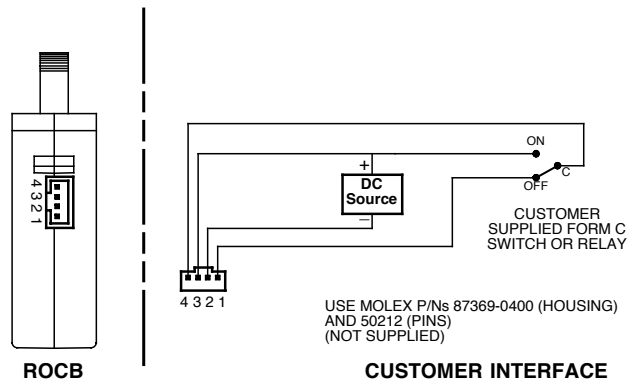 4 3 2 1
ROCB
ON
C
OFF
+
DC
Source
–
CUSTOMER
SUPPLIED FORM C
SWITCH OR RELAY
4 3 2 1
USE MOLEX P/Ns 87369-0400 (HOUSING)
AND 50212 (PINS)
(NOT SUPPLIED)
CUSTOMER INTERFACE